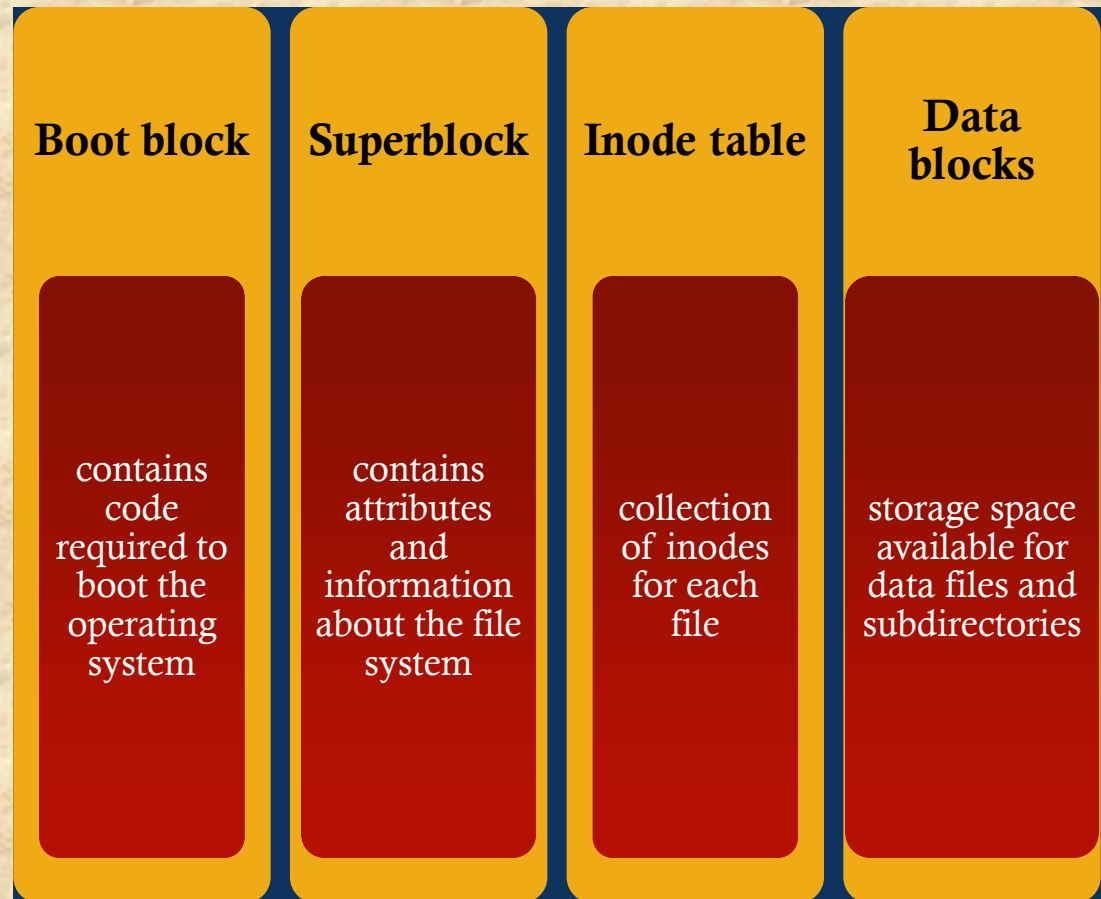 Boot block
contains
code
required to
boot the
operating
system
Superblock
contains
attributes
and
information
about the file
system
Inode table
collection
of inodes
for each
file
Data
blocks
storage space
available for
data files and
subdirectories